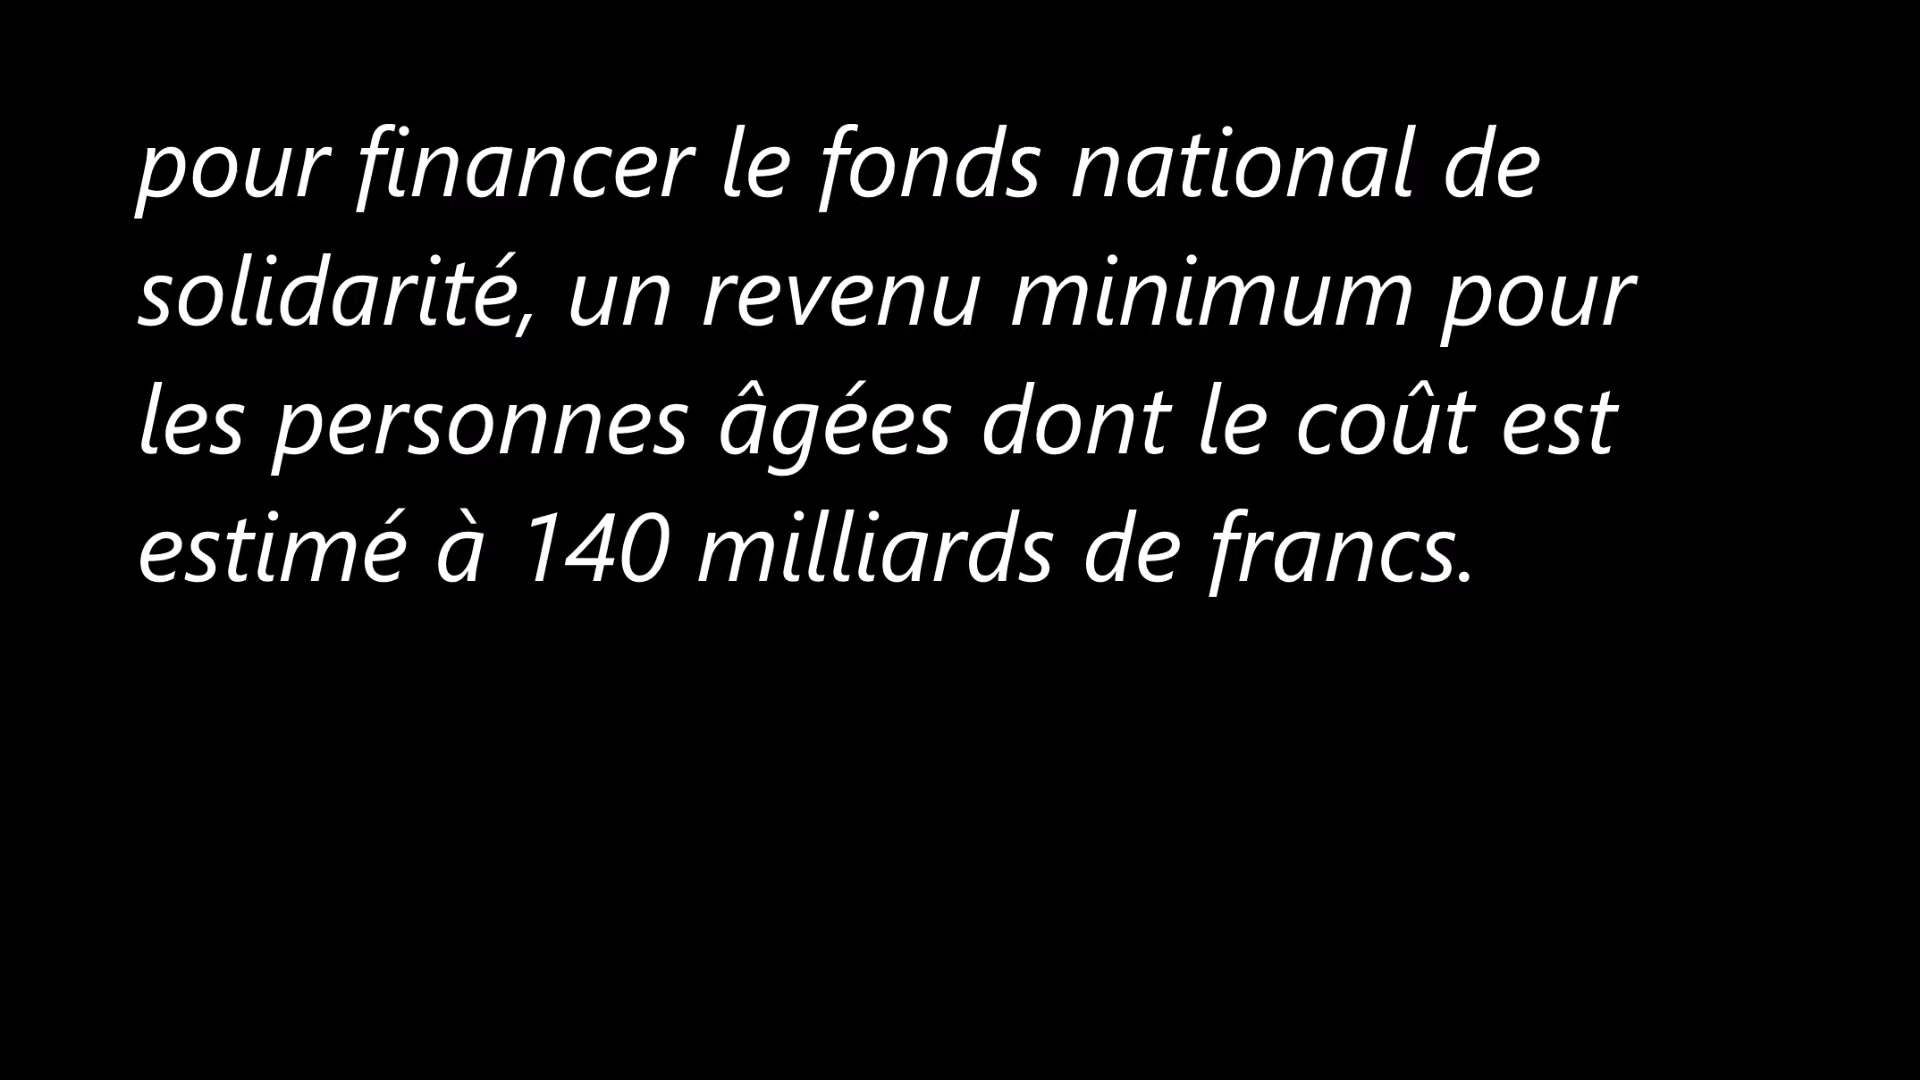 pour financer le fonds national de
solidarité, un revenu minimum pour
les personnes âgées dont le coût est
estimé à 140 milliards de francs.